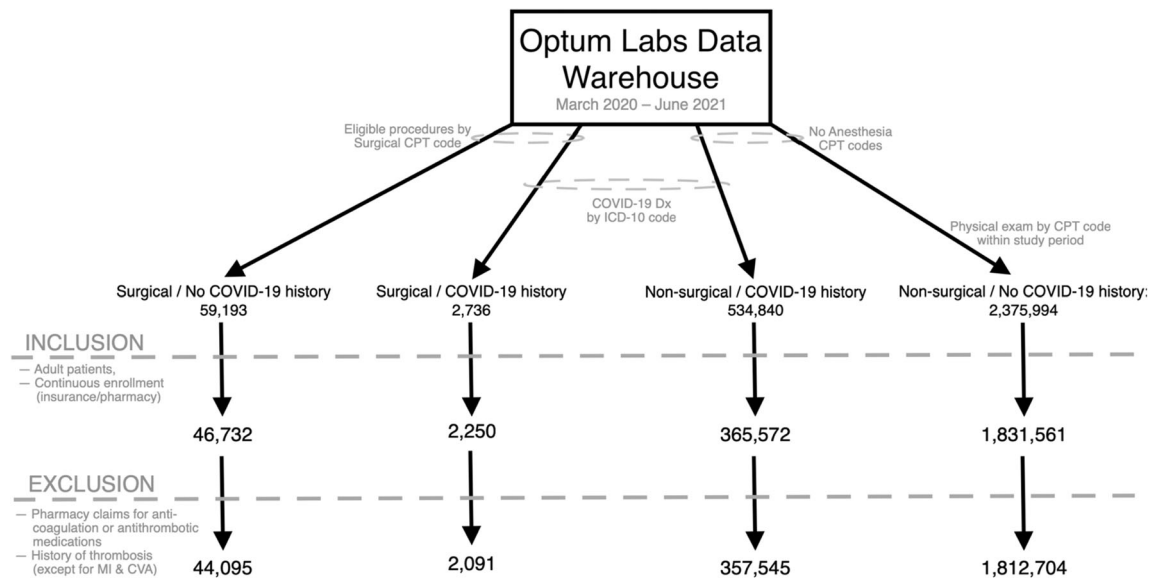 Optum Labs Data
Warehouse
March 2020 – June 2021
Eligible procedures by
Surgical CPT code
No Anesthesia
CPT codes
COVID-19 Dx
by ICD-10 code
Physical exam by CPT code
within study period
Surgical / No COVID-19 history
59,193
Surgical / COVID-19 history
2,736
Non-surgical / COVID-19 history
534,840
Non-surgical / No COVID-19 history:
2,375,994
INCLUSION
— Adult patients,
— Continuous enrollment
(insurance/pharmacy)
46,732
2,250
365,572
1,831,561
EXCLUSION
— Pharmacy claims for anti-
coagulation or antithrombotic
medications
— History of thrombosis
(except for MI & CVA)
44,095
2,091
357,545
1,812,704